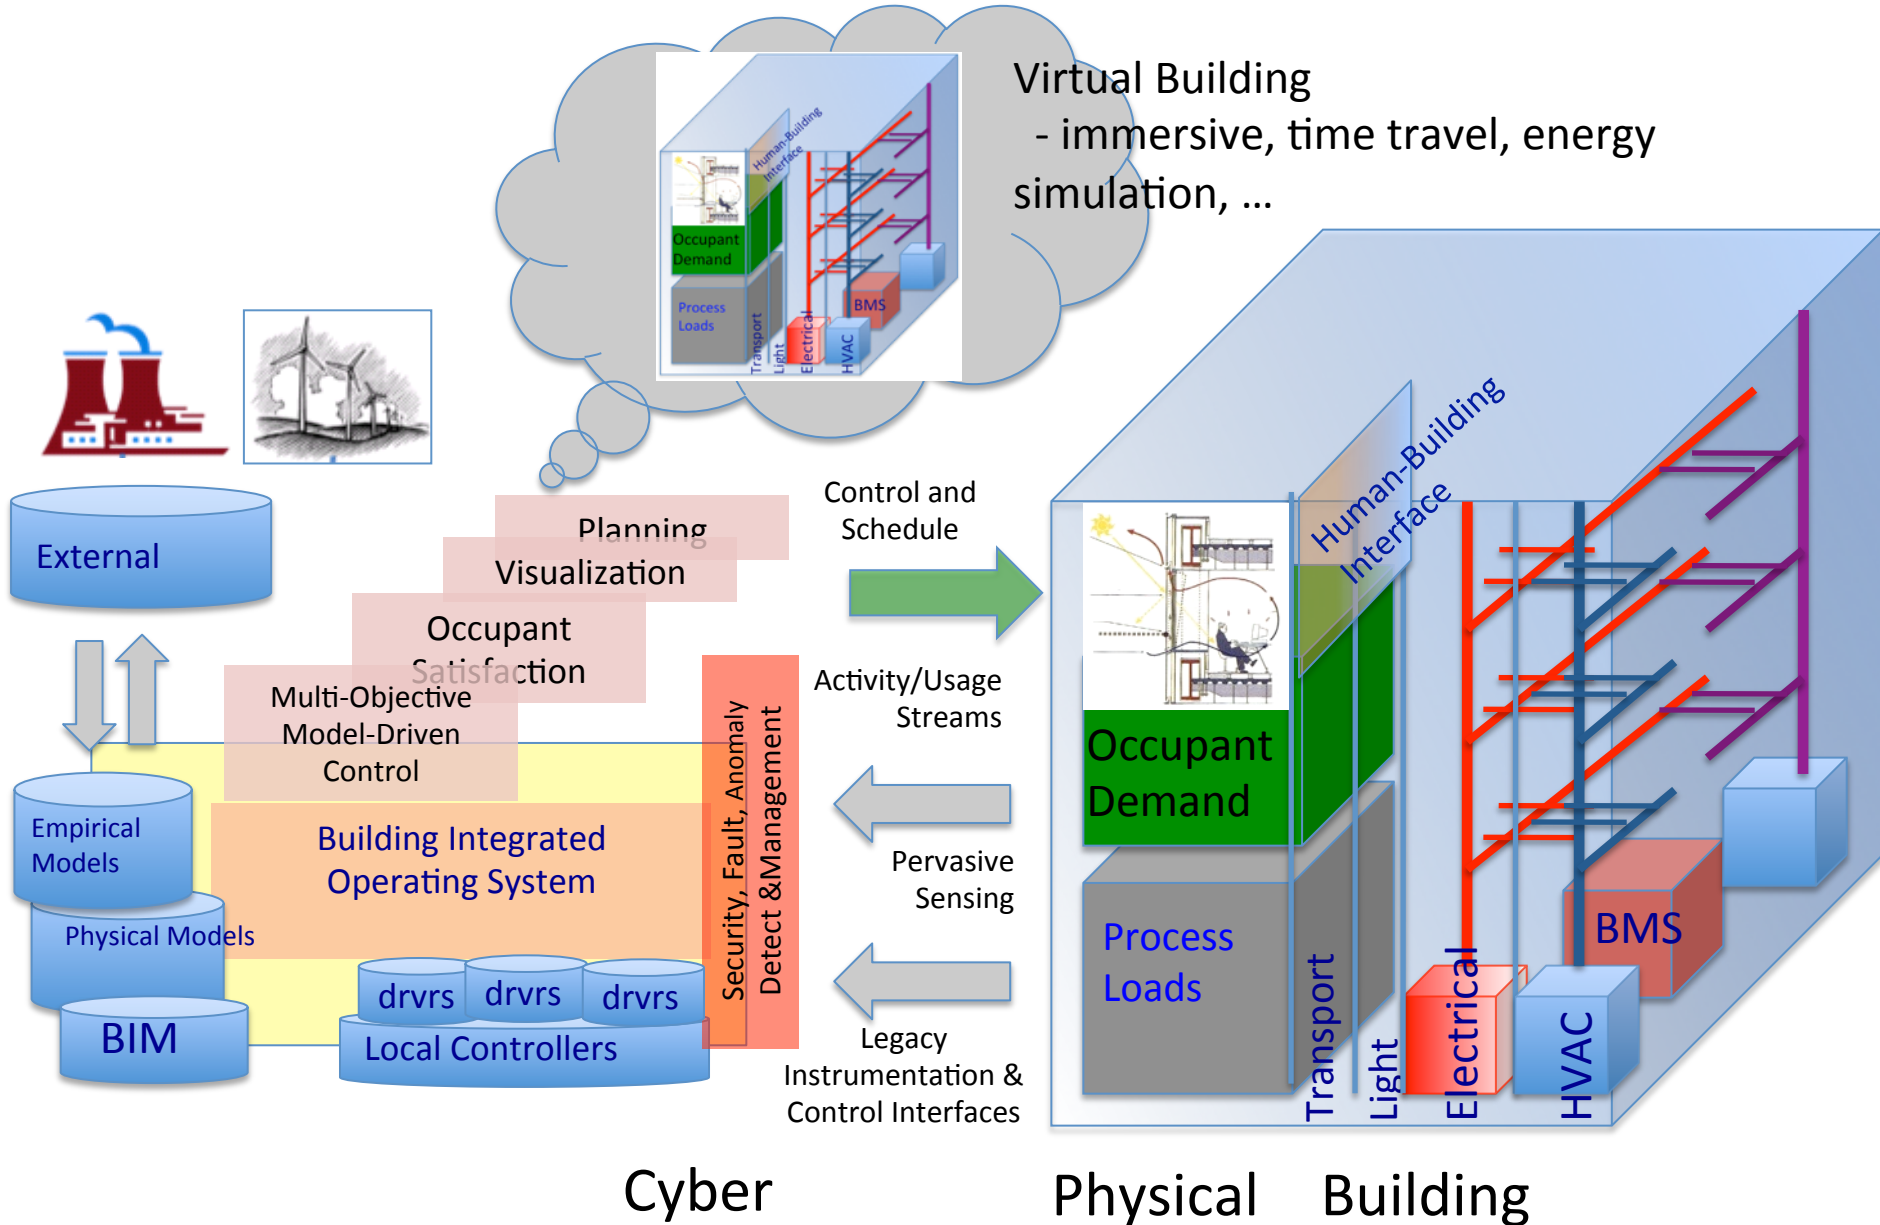 Virtual Building
- immersive, time travel, energy
simulation, ...
Human-Building
Interface
Occupant
Demand
Process
Loads
Transport
Light
Electrical
HVAC
BMS
External
Planning
Visualization
Occupant
Satisfaction
Multi-Objective
Model-Driven
Control
Empirical
Models
Physical Models
BIM
Building Integrated
Operating System
drvrs
drvrs
drvrs
Local Controllers
Security, Fault, Anomaly
Detect &Management
Control and
Schedule
Activity/Usage
Streams
Pervasive
Sensing
Legacy
Instrumentation &
Control Interfaces
Human-Building
Interface
Occupant
Demand
Process
Loads
Transport
Light
Electrical
HVAC
BMS
Cyber Physical Building